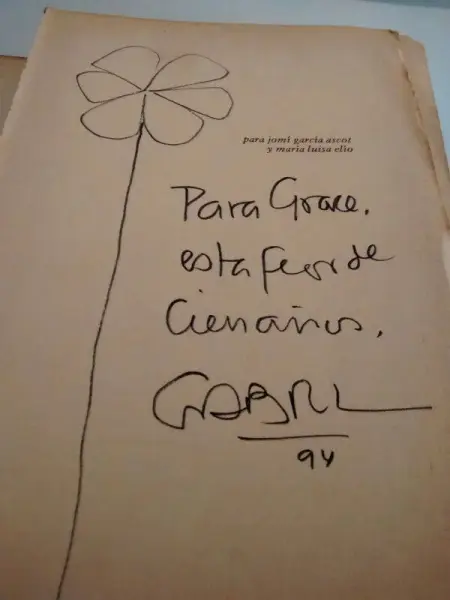 para jomí garcía ascot
y maría luisa elío
Para Grace,
esta flor de
Cien años,
GABRIEL
94